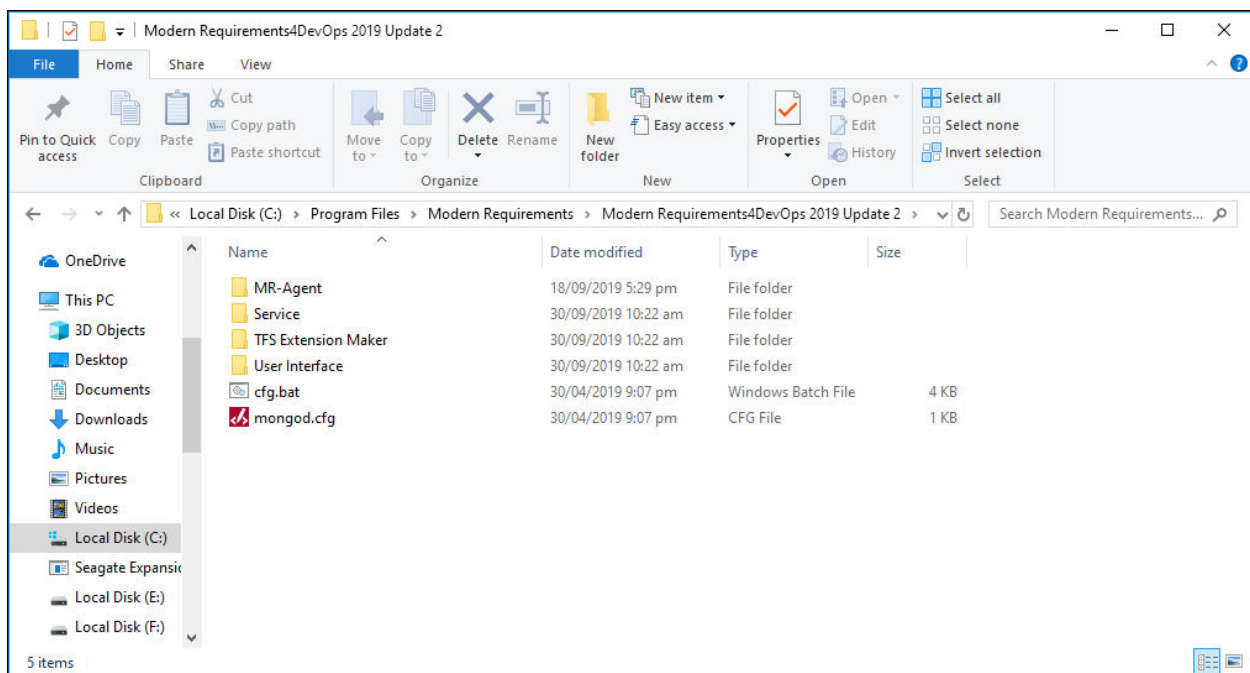 Modern Requirements4DevOps 2019 Update 2
File Home Share View
Pin to Quick access
Copy
Paste
Cut
Copy path
Paste shortcut
Clipboard
Move to
Copy to
Delete
Rename
Organize
New folder
New item
Easy access
New
Properties
Open
Edit
History
Open
Select all
Select none
Invert selection
Select
« Local Disk (C:) › Program Files › Modern Requirements › Modern Requirements4DevOps 2019 Update 2 ›
Search Modern Requirements...
OneDrive
This PC
3D Objects
Desktop
Documents
Downloads
Music
Pictures
Videos
Local Disk (C:)
Seagate Expansic
Local Disk (E:)
Local Disk (F:)
Name Date modified Type Size
MR-Agent 18/09/2019 5:29 pm File folder
Service 30/09/2019 10:22 am File folder
TFS Extension Maker 30/09/2019 10:22 am File folder
User Interface 30/09/2019 10:22 am File folder
cfg.bat 30/04/2019 9:07 pm Windows Batch File 4 KB
mongod.cfg 30/04/2019 9:07 pm CFG File 1 KB
5 items